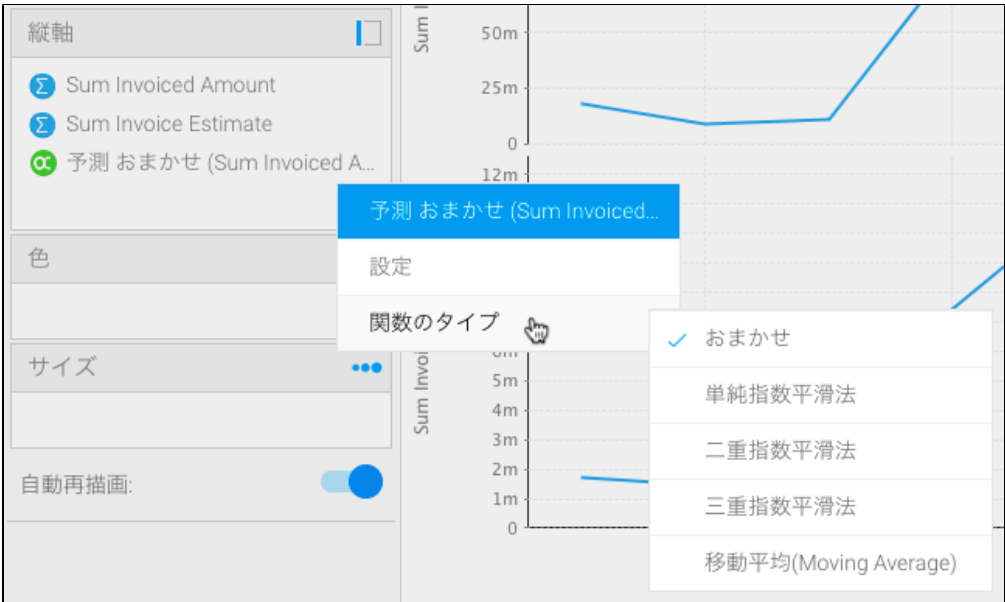 縦軸
Sum Invoiced Amount
Sum Invoice Estimate
予測 おまかせ (Sum Invoiced A...
色
サイズ
自動再描画:
予測 おまかせ (Sum Invoiced...
設定
関数のタイプ
おまかせ
単純指数平滑法
二重指数平滑法
三重指数平滑法
移動平均(Moving Average)
Sum I
50m
25m
0
12m
Sum Invoi
5m
4m
3m
2m
1m
0